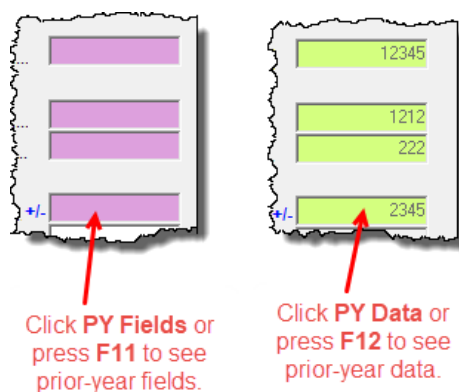 ...
12345
...
1212
...
222
+/-
+/- 2345
Click PY Fields or
press F11 to see
prior-year fields.
Click PY Data or
press F12 to see
prior-year data.